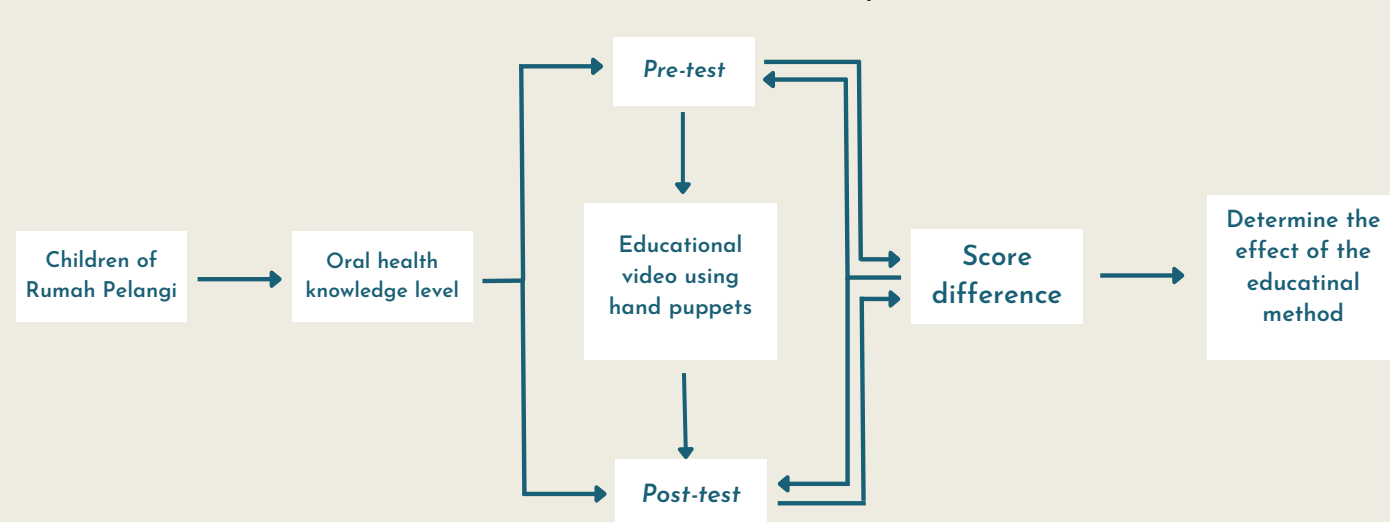 Children of
Rumah Pelangi
Oral health
knowledge level
Pre-test
Educational
video using
hand puppets
Post-test
Score
difference
Determine the
effect of the
educatinal
method